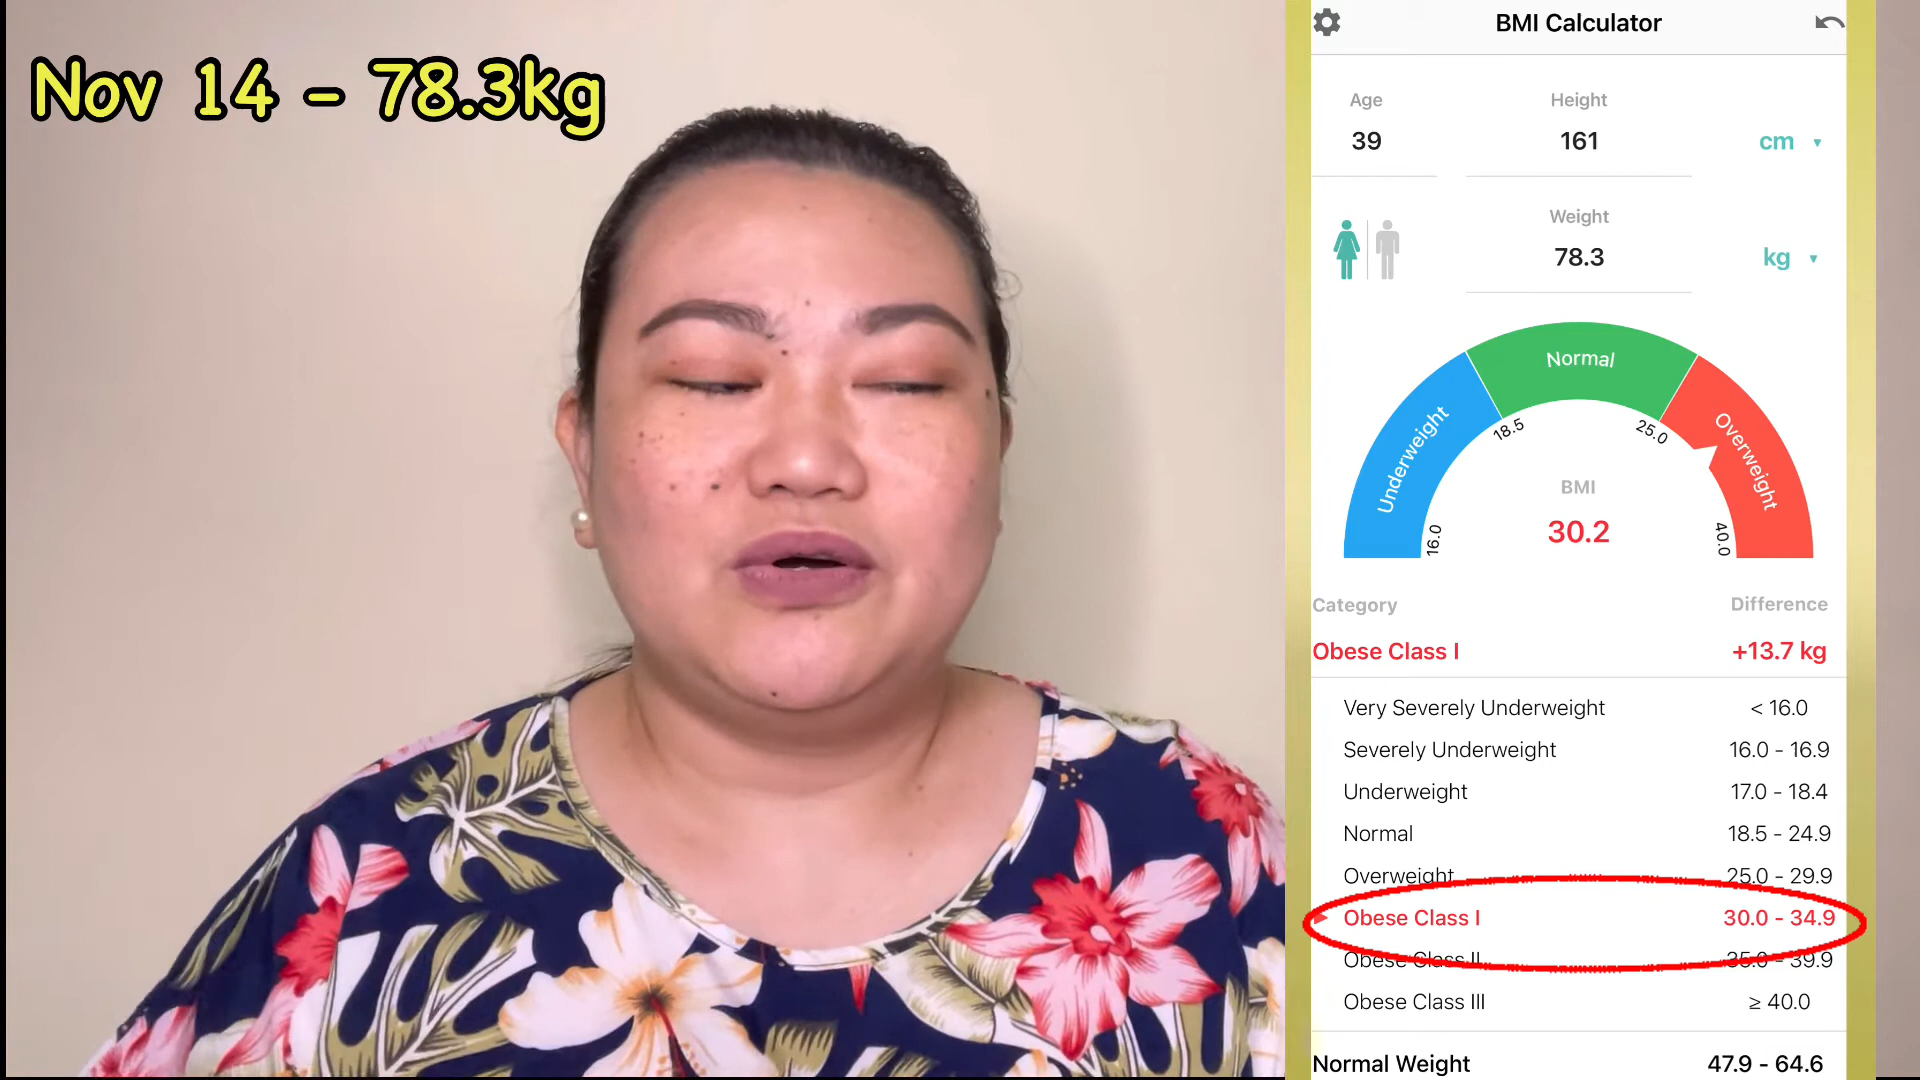 Nov 14 - 78.3kg
BMI Calculator
Age
Height
39
161
cm
Weight
78.3
kg
Underweight
Normal
Overweight
16.0
18.5
25.0
40.0
BMI
30.2
Category
Difference
Obese Class I
+13.7 kg
Very Severely Underweight
< 16.0
Severely Underweight
16.0 - 16.9
Underweight
17.0 - 18.4
Normal
18.5 - 24.9
Overweight
25.0 - 29.9
Obese Class I
30.0 - 34.9
Obese Class II
35.0 - 39.9
Obese Class III
≥ 40.0
Normal Weight
47.9 - 64.6